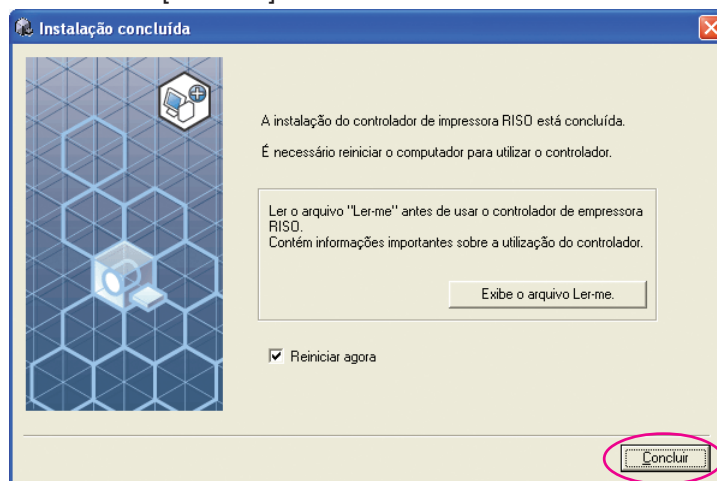 Instalação concluída
A instalação do controlador de impressora RISO está concluída.
É necessário reiniciar o computador para utilizar o controlador.
Ler o arquivo "Ler-me" antes de usar o controlador de empressora
RISO.
Contém informações importantes sobre a utilização do controlador.
Exibe o arquivo Ler-me.
Reiniciar agora
Concluir